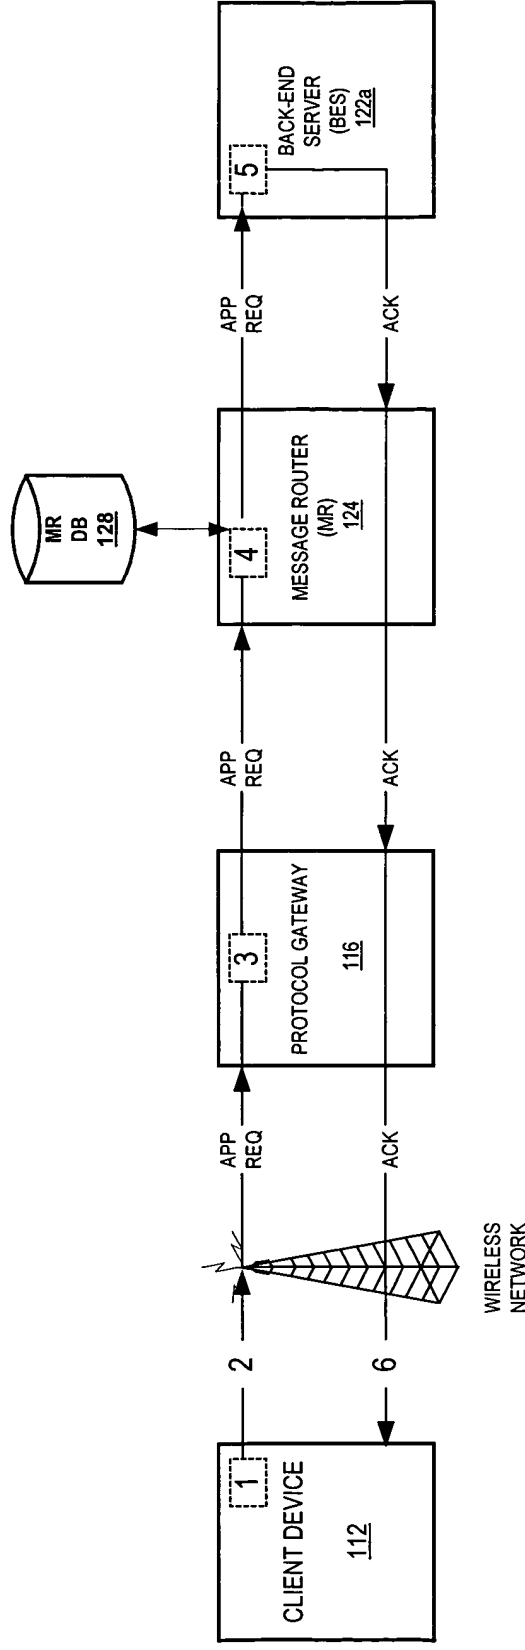 MR
DB
128
1
CLIENT DEVICE
112
2
6
WIRELESS
NETWORK
APP
REQ
ACK
3
PROTOCOL GATEWAY
116
APP
REQ
ACK
4
MESSAGE ROUTER
(MR)
124
APP
REQ
ACK
5
BACK-END
SERVER
(BES)
122a